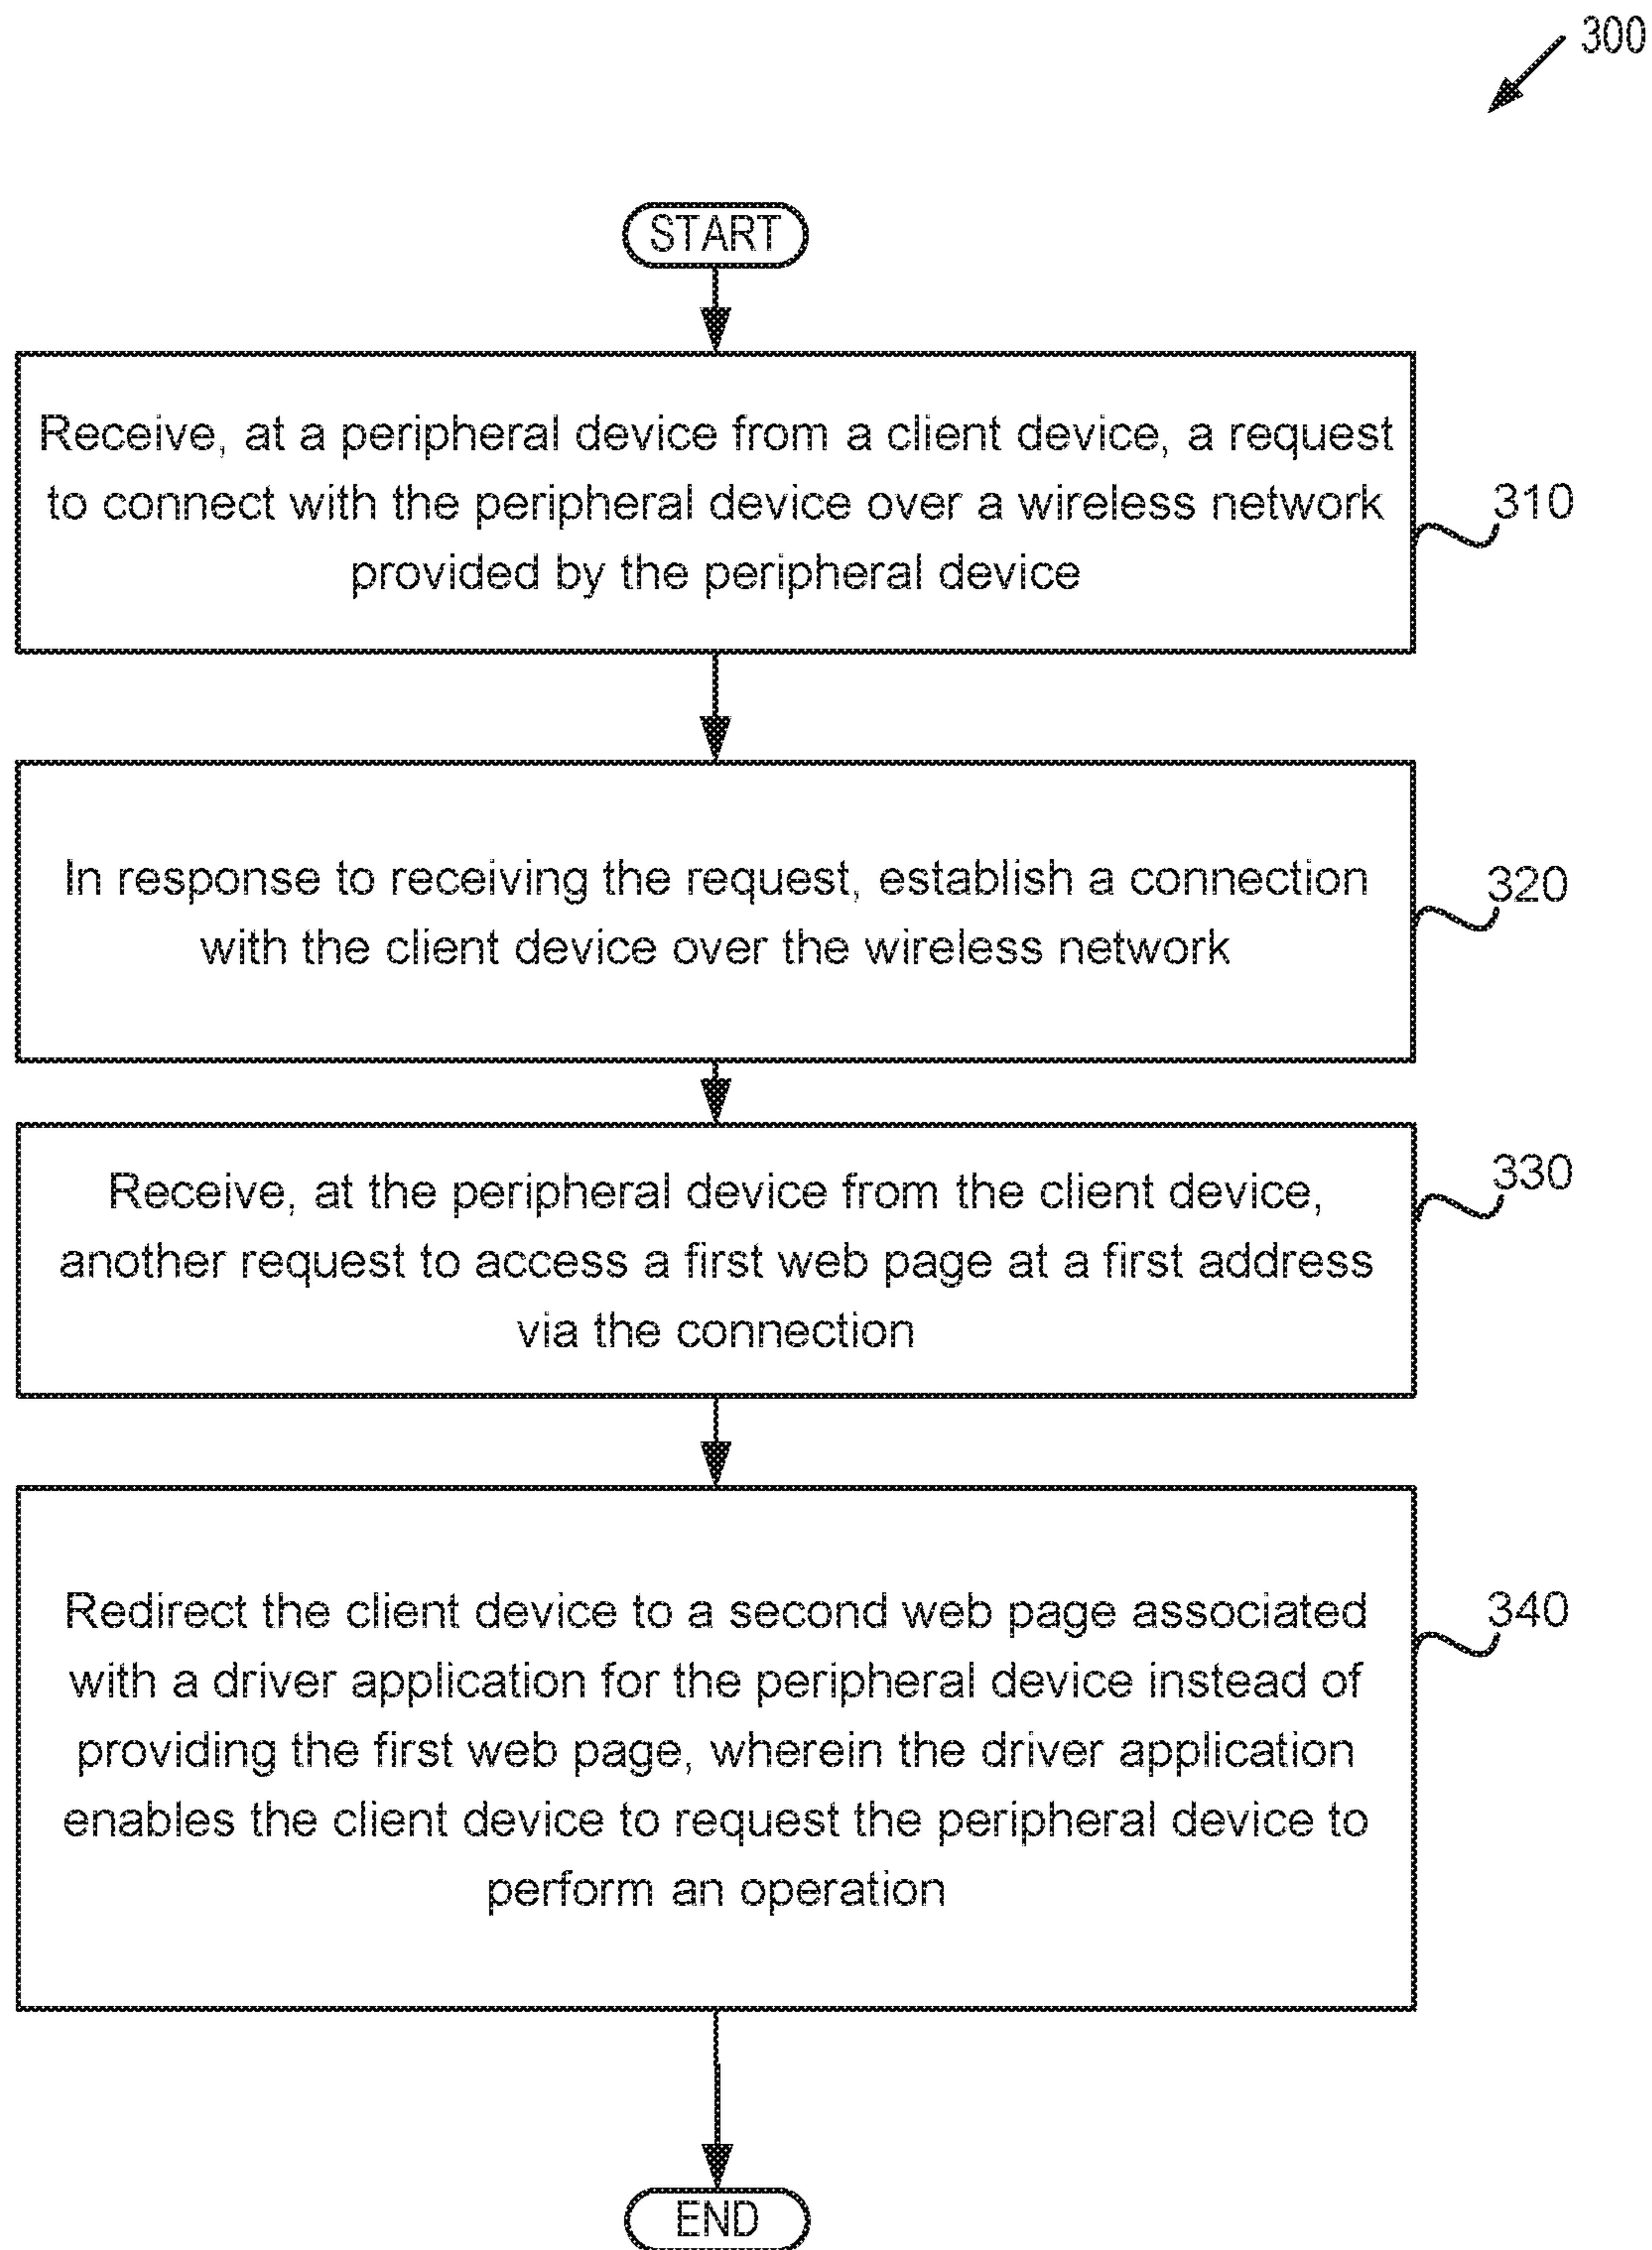 300
START
Receive, at a peripheral device from a client device, a request
to connect with the peripheral device over a wireless network
provided by the peripheral device
310
In response to receiving the request, establish a connection
with the client device over the wireless network
320
Receive, at the peripheral device from the client device,
another request to access a first web page at a first address
via the connection
330
Redirect the client device to a second web page associated
with a driver application for the peripheral device instead of
providing the first web page, wherein the driver application
enables the client device to request the peripheral device to
perform an operation
340
END